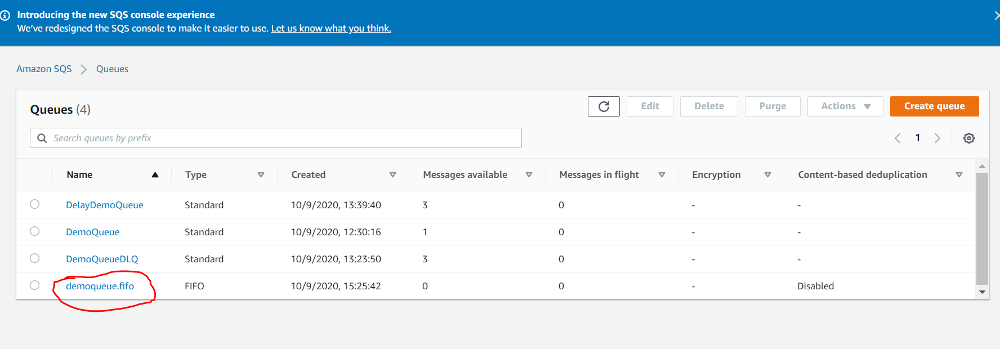 Introducing the new SQS console experience
We've redesigned the SQS console to make it easier to use. Let us know what you think.
Amazon SQS Queues
Queues (4) Edit Delete Purge Actions Create queue
Search queues by prefix 1
Name Type Created Messages available Messages in flight Encryption Content-based deduplication
DelayDemoQueue Standard 10/9/2020, 13:39:40 3 0 - -
DemoQueue Standard 10/9/2020, 12:30:16 1 0 - -
DemoQueueDLQ Standard 10/9/2020, 13:23:50 3 0 - -
demoqueue.fifo FIFO 10/9/2020, 15:25:42 0 0 - Disabled